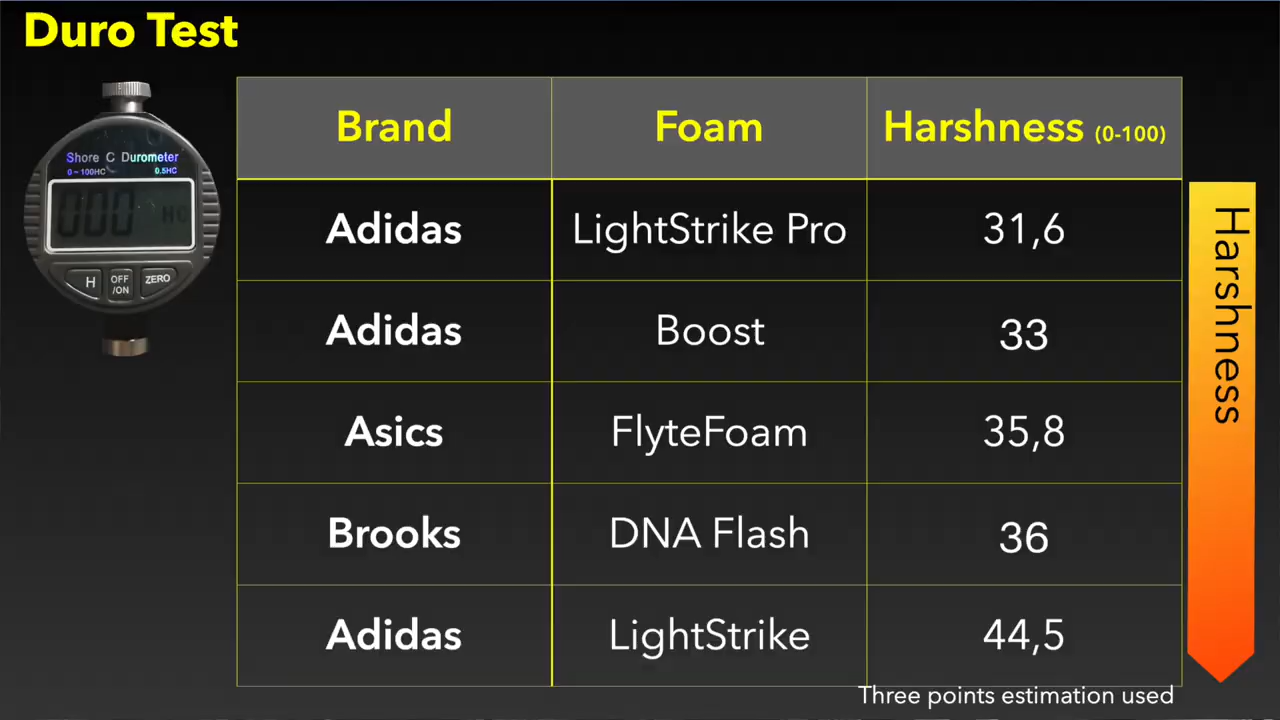 Duro Test
Shore C Durometer
0~100HC 0.5HC
000 HC
H OFF/ON ZERO
Brand Foam Harshness (0-100)
Adidas LightStrike Pro 31,6
Adidas Boost 33
Asics FlyteFoam 35,8
Brooks DNA Flash 36
Adidas LightStrike 44,5
Harshness
Three points estimation used